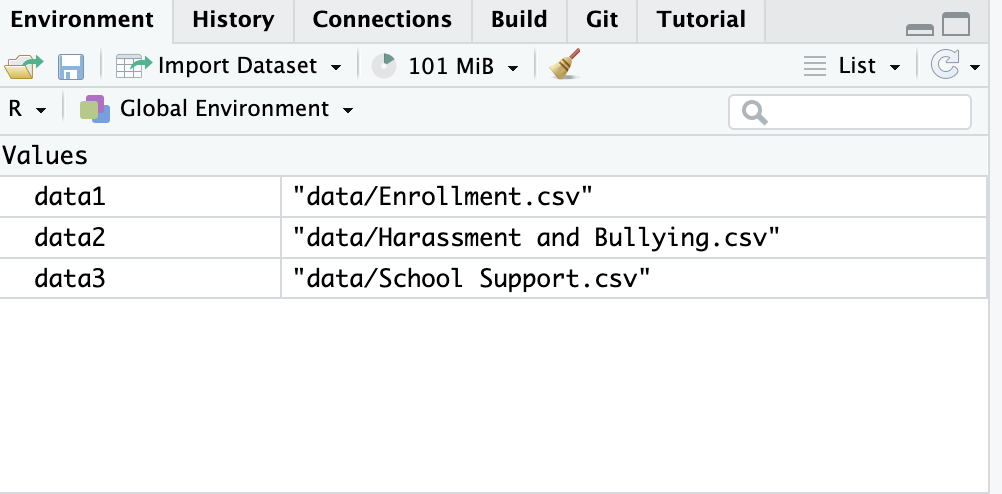 Environment History Connections Build Git Tutorial
Import Dataset 101 MiB List
R Global Environment
Values
data1 "data/Enrollment.csv"
data2 "data/Harassment and Bullying.csv"
data3 "data/School Support.csv"